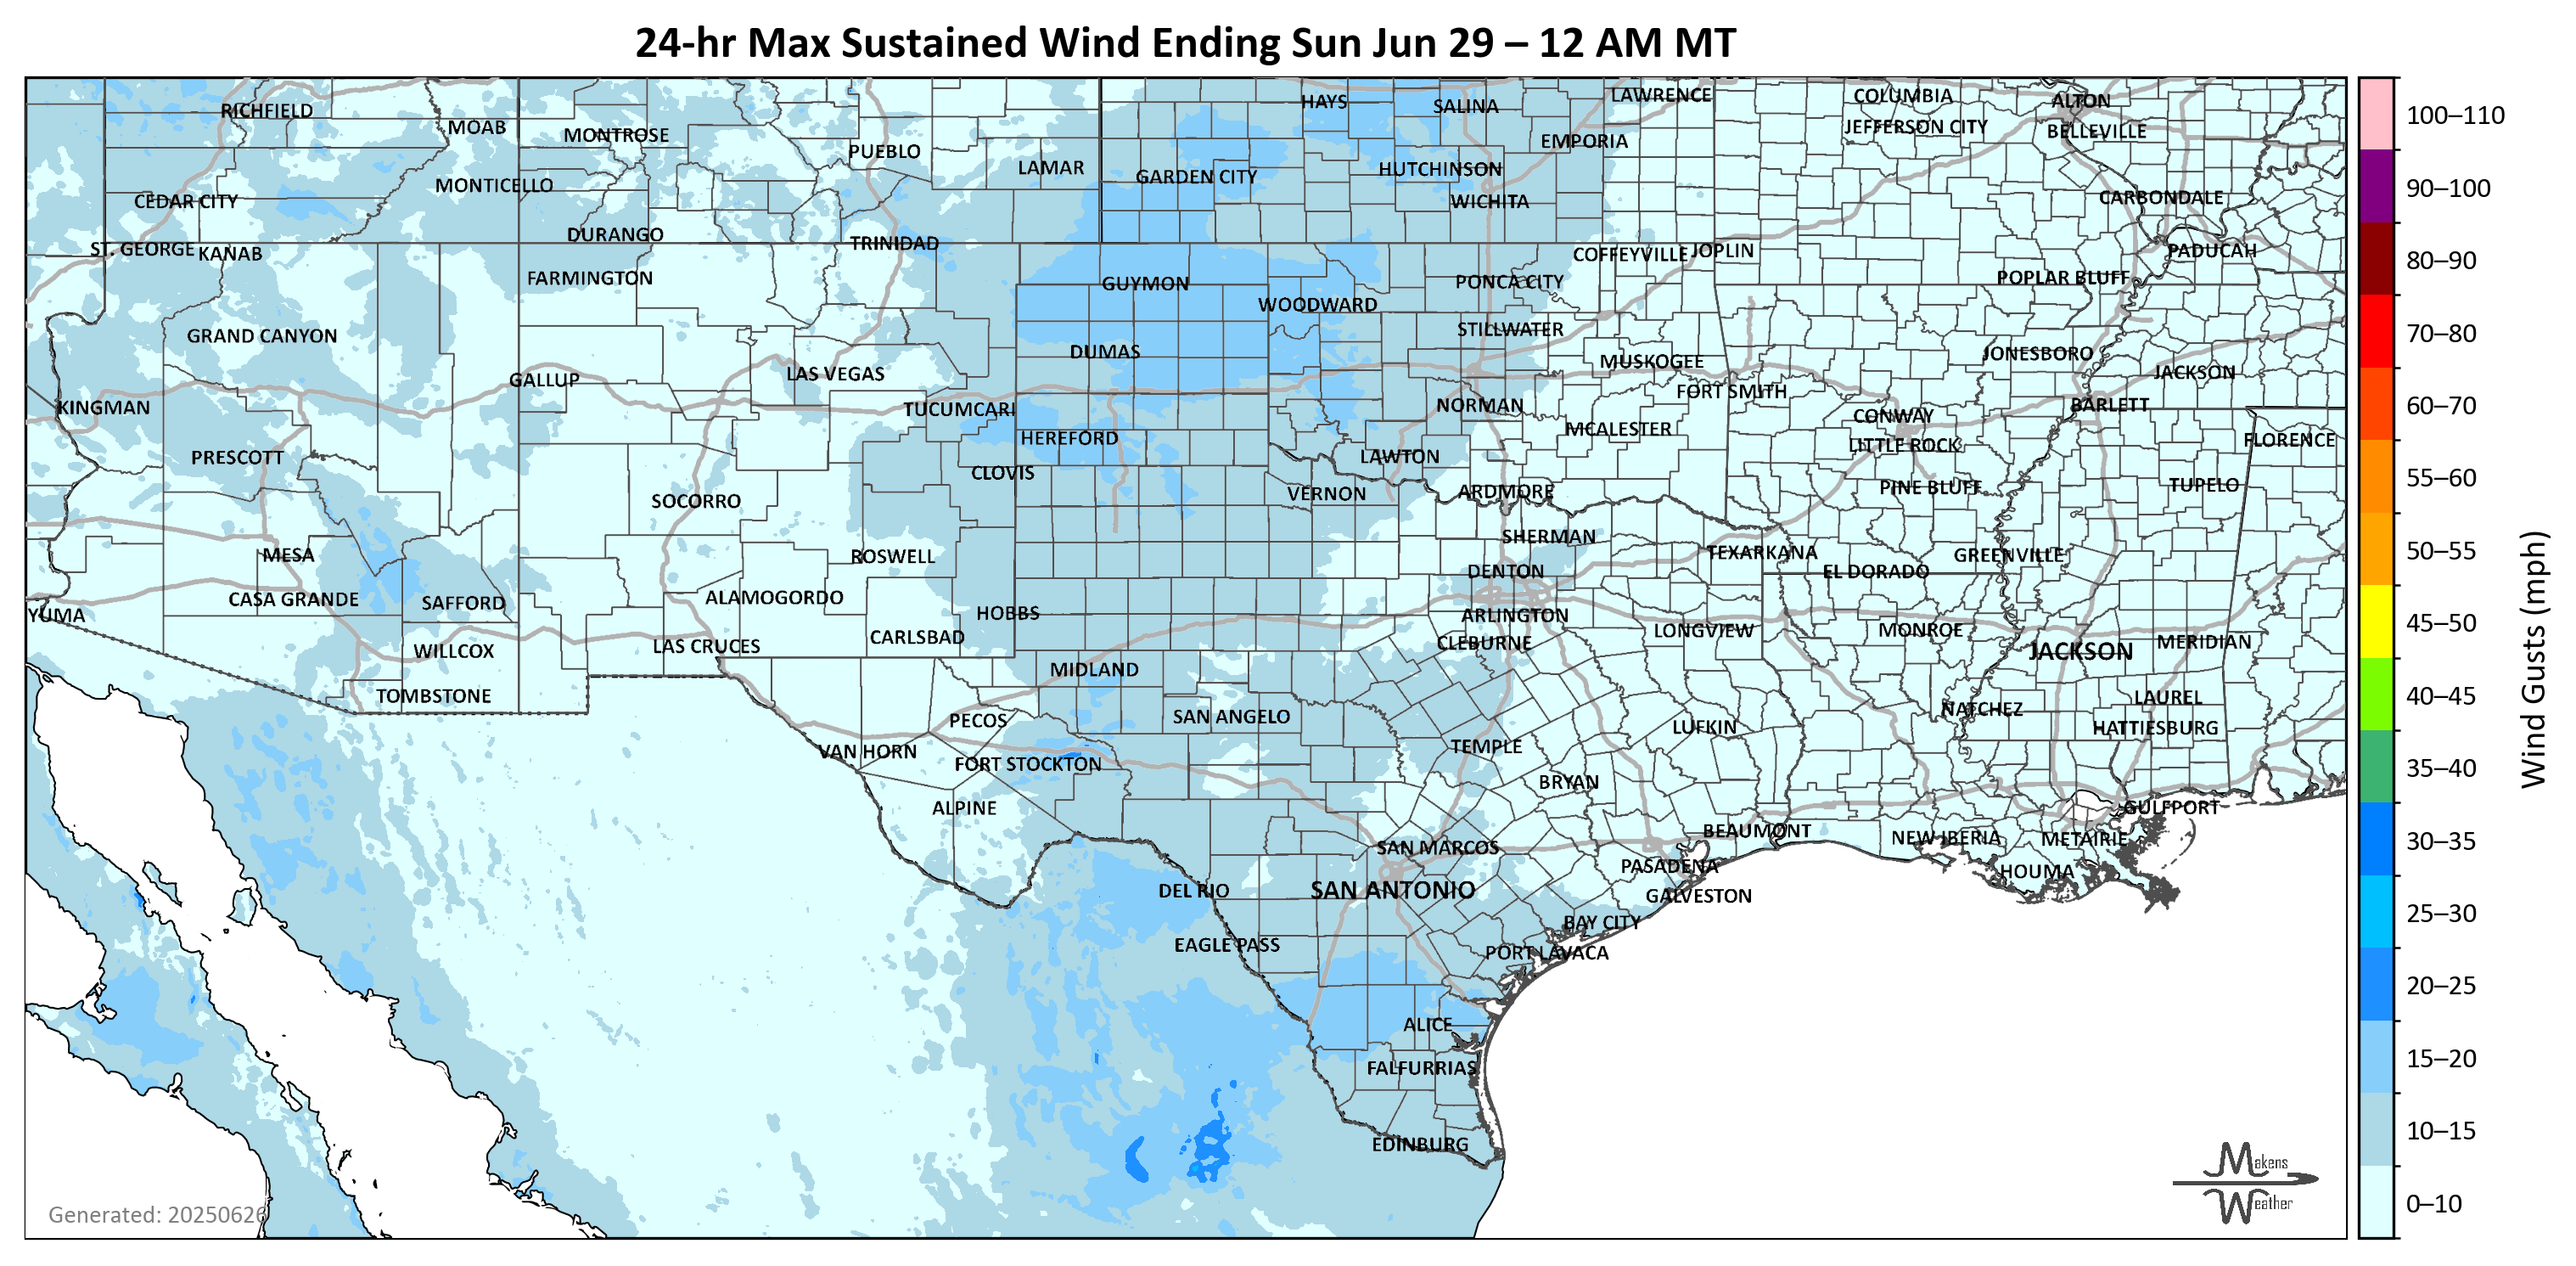 24-hr Max Sustained Wind Ending Sun Jun 29 – 12 AM MT
RICHFIELD
MOAB
MONTROSE
PUEBLO
LAMAR
HAYS
SALINA
LAWRENCE
COLUMBIA
ALTON
JEFFERSON CITY
BELLEVILLE
EMPORIA
GARDEN CITY
HUTCHINSON
MONTICELLO
CEDAR CITY
WICHITA
CARBONDALE
DURANGO
TRINIDAD
ST. GEORGE
KANAB
COFFEYVILLE
JOPLIN
PADUCAH
FARMINGTON
GUYMON
PONCA CITY
POPLAR BLUFF
WOODWARD
GRAND CANYON
STILLWATER
DUMAS
MUSKOGEE
JONESBORO
GALLUP
LAS VEGAS
FORT SMITH
JACKSON
KINGMAN
TUCUMCARI
NORMAN
CONWAY
BARLETT
HEREFORD
MCALESTER
LITTLE ROCK
FLORENCE
PRESCOTT
CLOVIS
LAWTON
SOCORRO
VERNON
ARDMORE
PINE BLUFF
TUPELO
SHERMAN
MESA
ROSWELL
TEXARKANA
GREENVILLE
DENTON
EL DORADO
CASA GRANDE
SAFFORD
ALAMOGORDO
YUMA
HOBBS
ARLINGTON
LONGVIEW
MONROE
CARLSBAD
CLEBURNE
MERIDIAN
WILLCOX
LAS CRUCES
JACKSON
MIDLAND
TOMBSTONE
LAUREL
PECOS
SAN ANGELO
NATCHEZ
LUFKIN
HATTIESBURG
VAN HORN
TEMPLE
FORT STOCKTON
BRYAN
ALPINE
GULFPORT
BEAUMONT
NEW IBERIA
METAIRIE
SAN MARCOS
PASADENA
HOUMA
DEL RIO
SAN ANTONIO
GALVESTON
BAY CITY
EAGLE PASS
PORT LAVACA
ALICE
FALFURRIAS
EDINBURG
Generated: 20250626
Makens
Weather
100–110
90–100
80–90
70–80
60–70
55–60
50–55
45–50
40–45
35–40
30–35
25–30
20–25
15–20
10–15
0–10
Wind Gusts (mph)